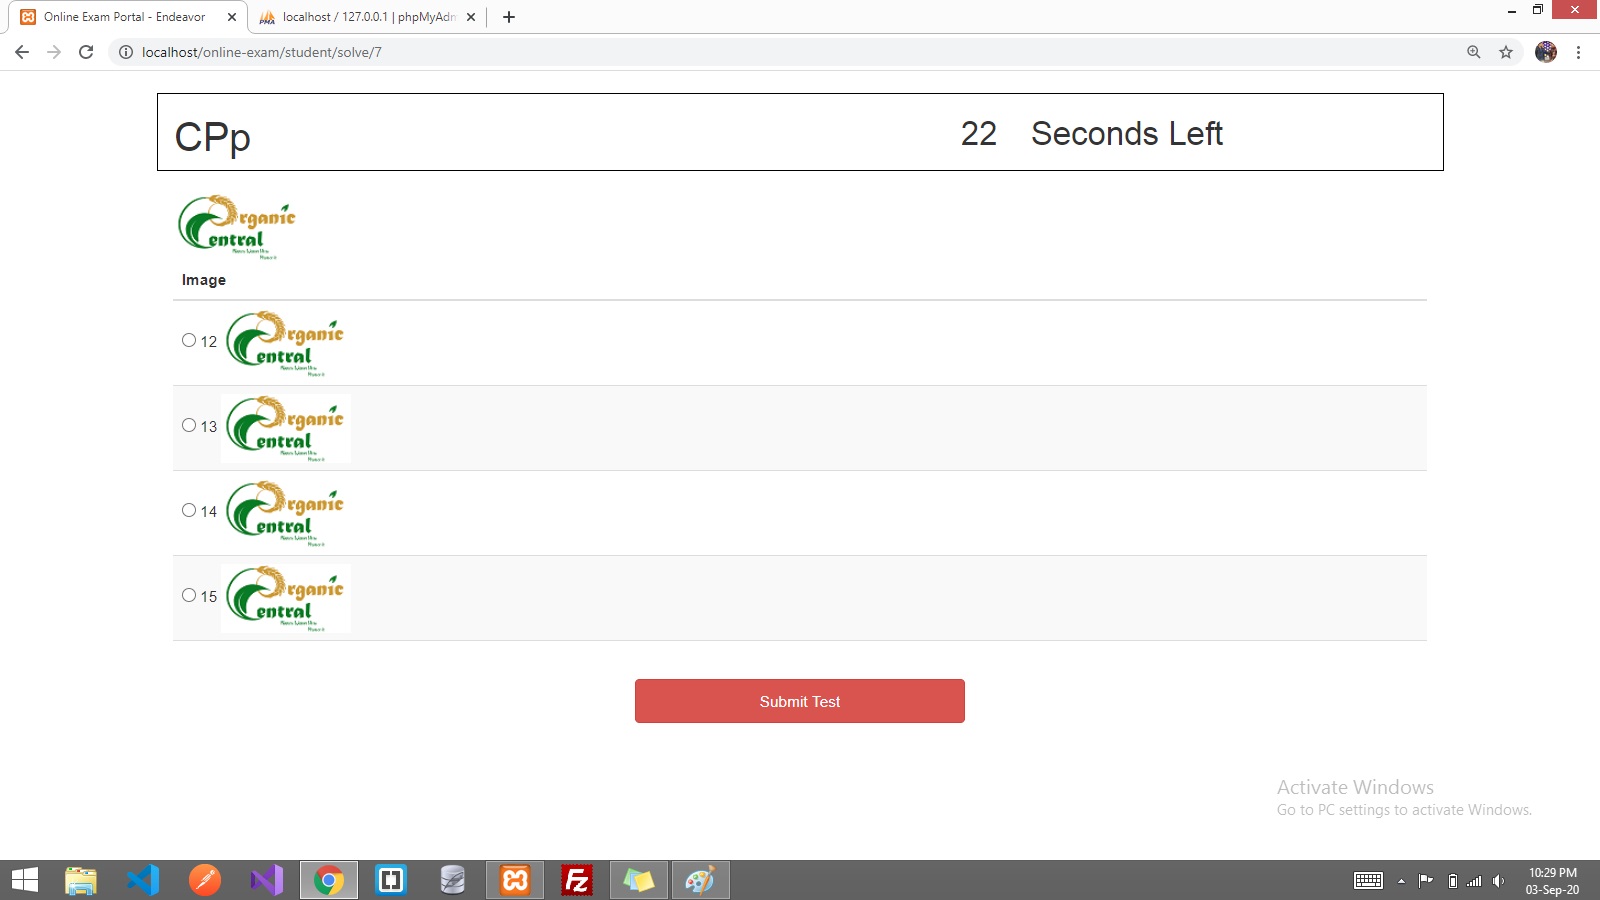 Online Exam Portal - Endeavor
localhost / 127.0.0.1 | phpMyAdm
localhost/online-exam/student/solve/7
CPp
22 Seconds Left
Organic
Central
Image
12
Organic
Central
13
Organic
Central
14
Organic
Central
15
Organic
Central
Submit Test
Activate Windows
Go to PC settings to activate Windows.
10:29 PM
03-Sep-20